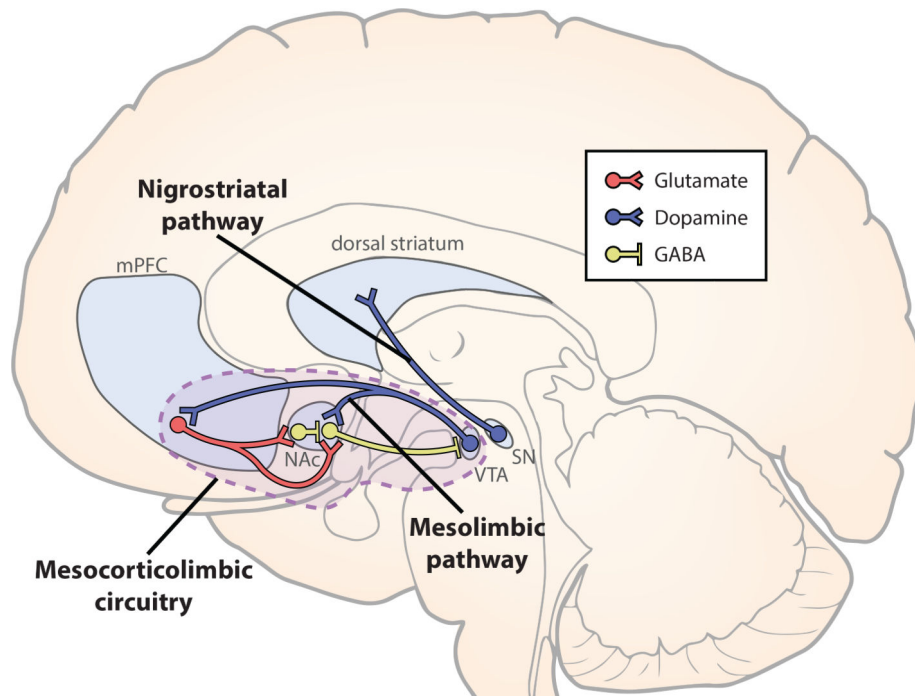 Nigrostriatal
pathway
dorsal striatum
mPFC
Glutamate
Dopamine
GABA
NAc
SN
VTA
Mesolimbic
pathway
Mesocorticolimbic
circuitry